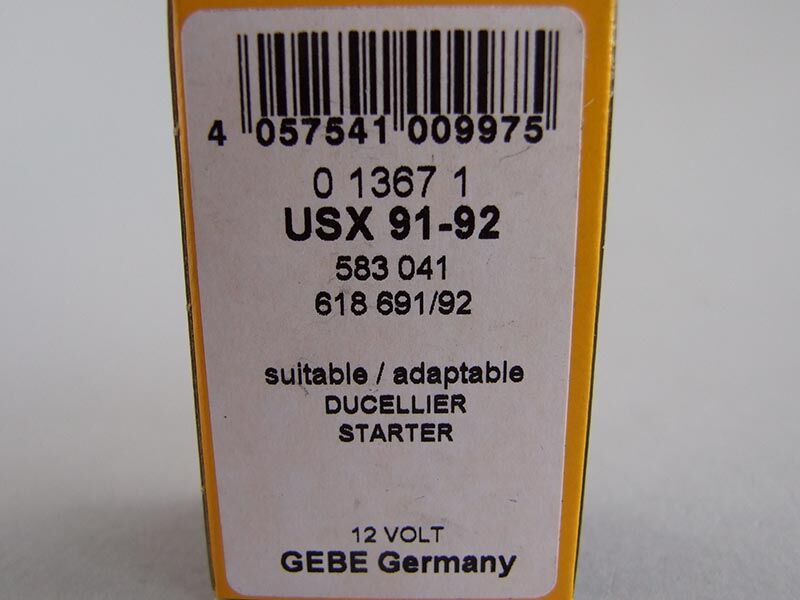 4 057541 009975
0 1367 1
USX 91-92
583 041
618 691/92
suitable / adaptable
DUCELLIER
STARTER
12 VOLT
GEBE Germany